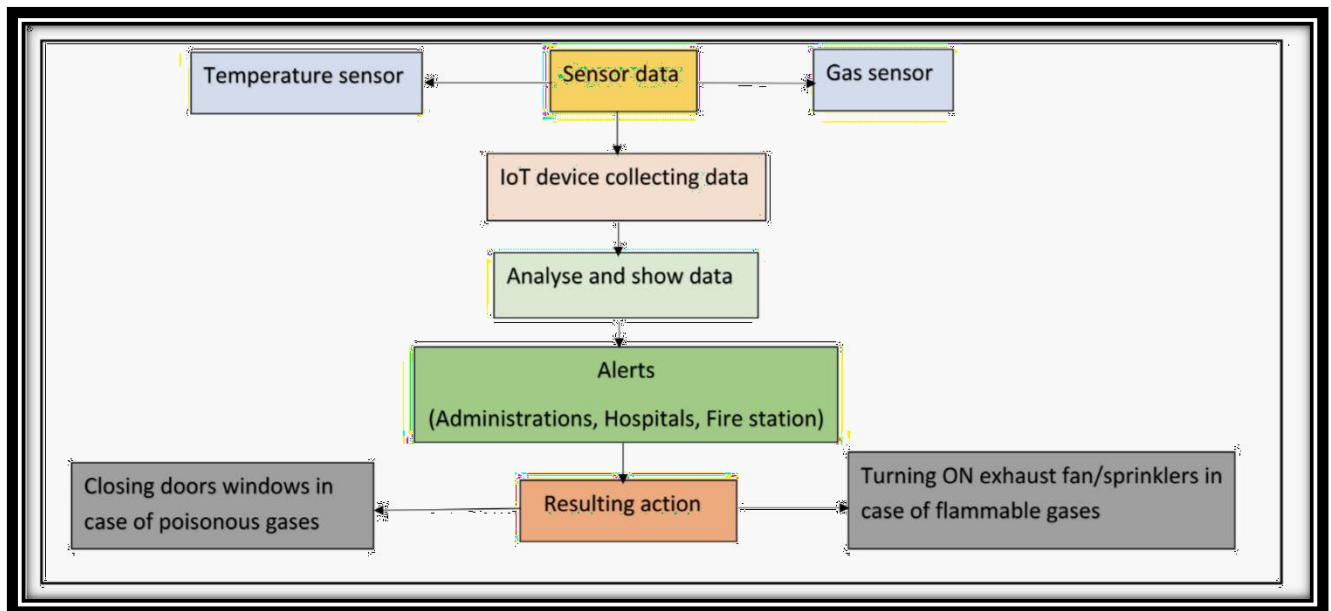 Temperature sensor
Sensor data
Gas sensor
IoT device collecting data
Analyse and show data
Alerts
(Administrations, Hospitals, Fire station)
Closing doors windows in
case of poisonous gases
Resulting action
Turning ON exhaust fan/sprinklers in
case of flammable gases